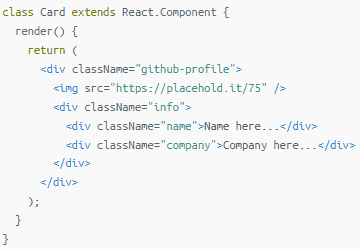 class Card extends React.Component {
  render() {
    return (
      <div className="github-profile">
        <img src="https://placehold.it/75" />
        <div className="info">
          <div className="name">Name here...</div>
          <div className="company">Company here...</div>
        </div>
      </div>
    );
  }
}